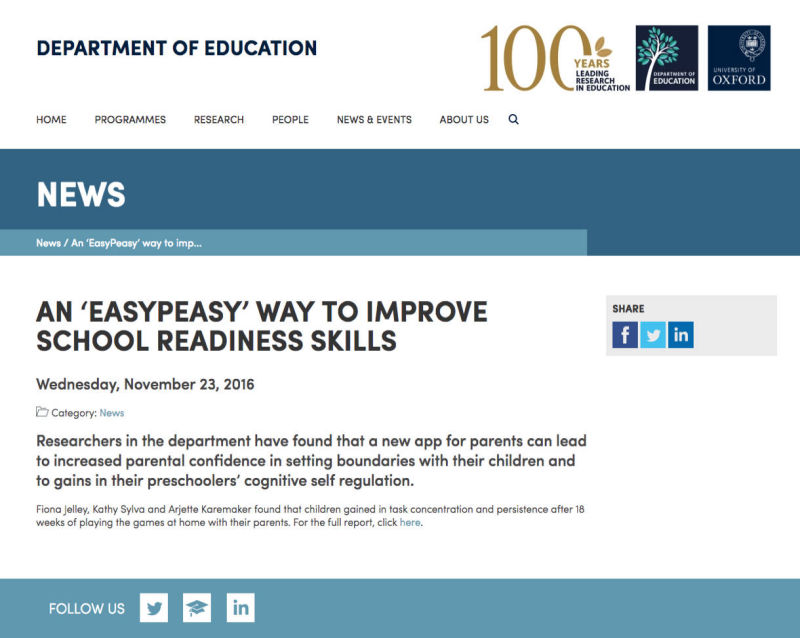 DEPARTMENT OF EDUCATION
100
YEARS
LEADING
RESEARCH
IN EDUCATION
DEPARTMENT OF
EDUCATION
UNIVERSITY OF
OXFORD
HOME PROGRAMMES RESEARCH PEOPLE NEWS & EVENTS ABOUT US
NEWS
News / An ‘EasyPeasy’ way to imp...
AN ‘EASYPEASY’ WAY TO IMPROVE
SCHOOL READINESS SKILLS
SHARE
f in
Wednesday, November 23, 2016
Category: News
Researchers in the department have found that a new app for parents can lead
to increased parental confidence in setting boundaries with their children and
to gains in their preschoolers’ cognitive self regulation.
Fiona Jelley, Kathy Sylva and Arjette Karemaker found that children gained in task concentration and persistence after 18
weeks of playing the games at home with their parents. For the full report, click here.
FOLLOW US in